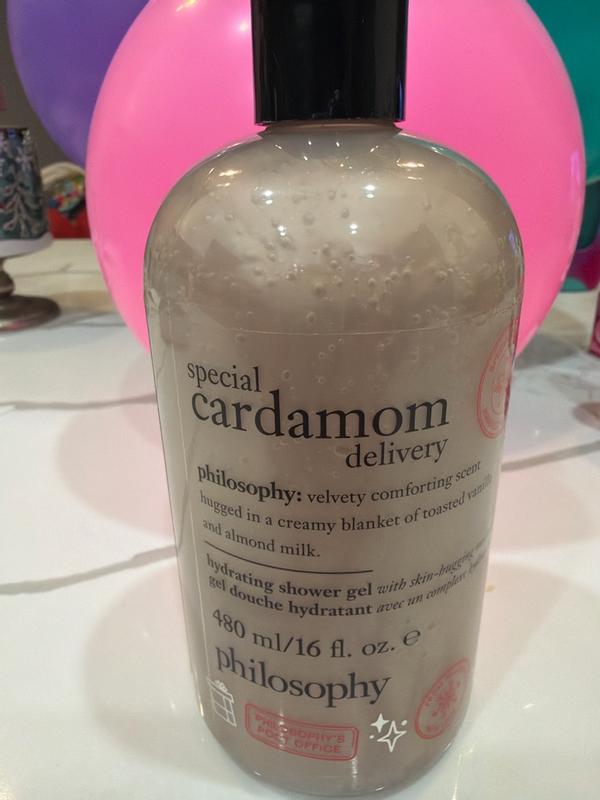 special
cardamom
delivery
philosophy: velvety comforting scent
hugged in a creamy blanket of toasted vanilla
and almond milk.
hydrating shower gel with skin-hugging
gel douche hydratant avec un complexe
480 ml/16 fl. oz. ℮
philosophy
PHILOSOPHY'S
POST OFFICE